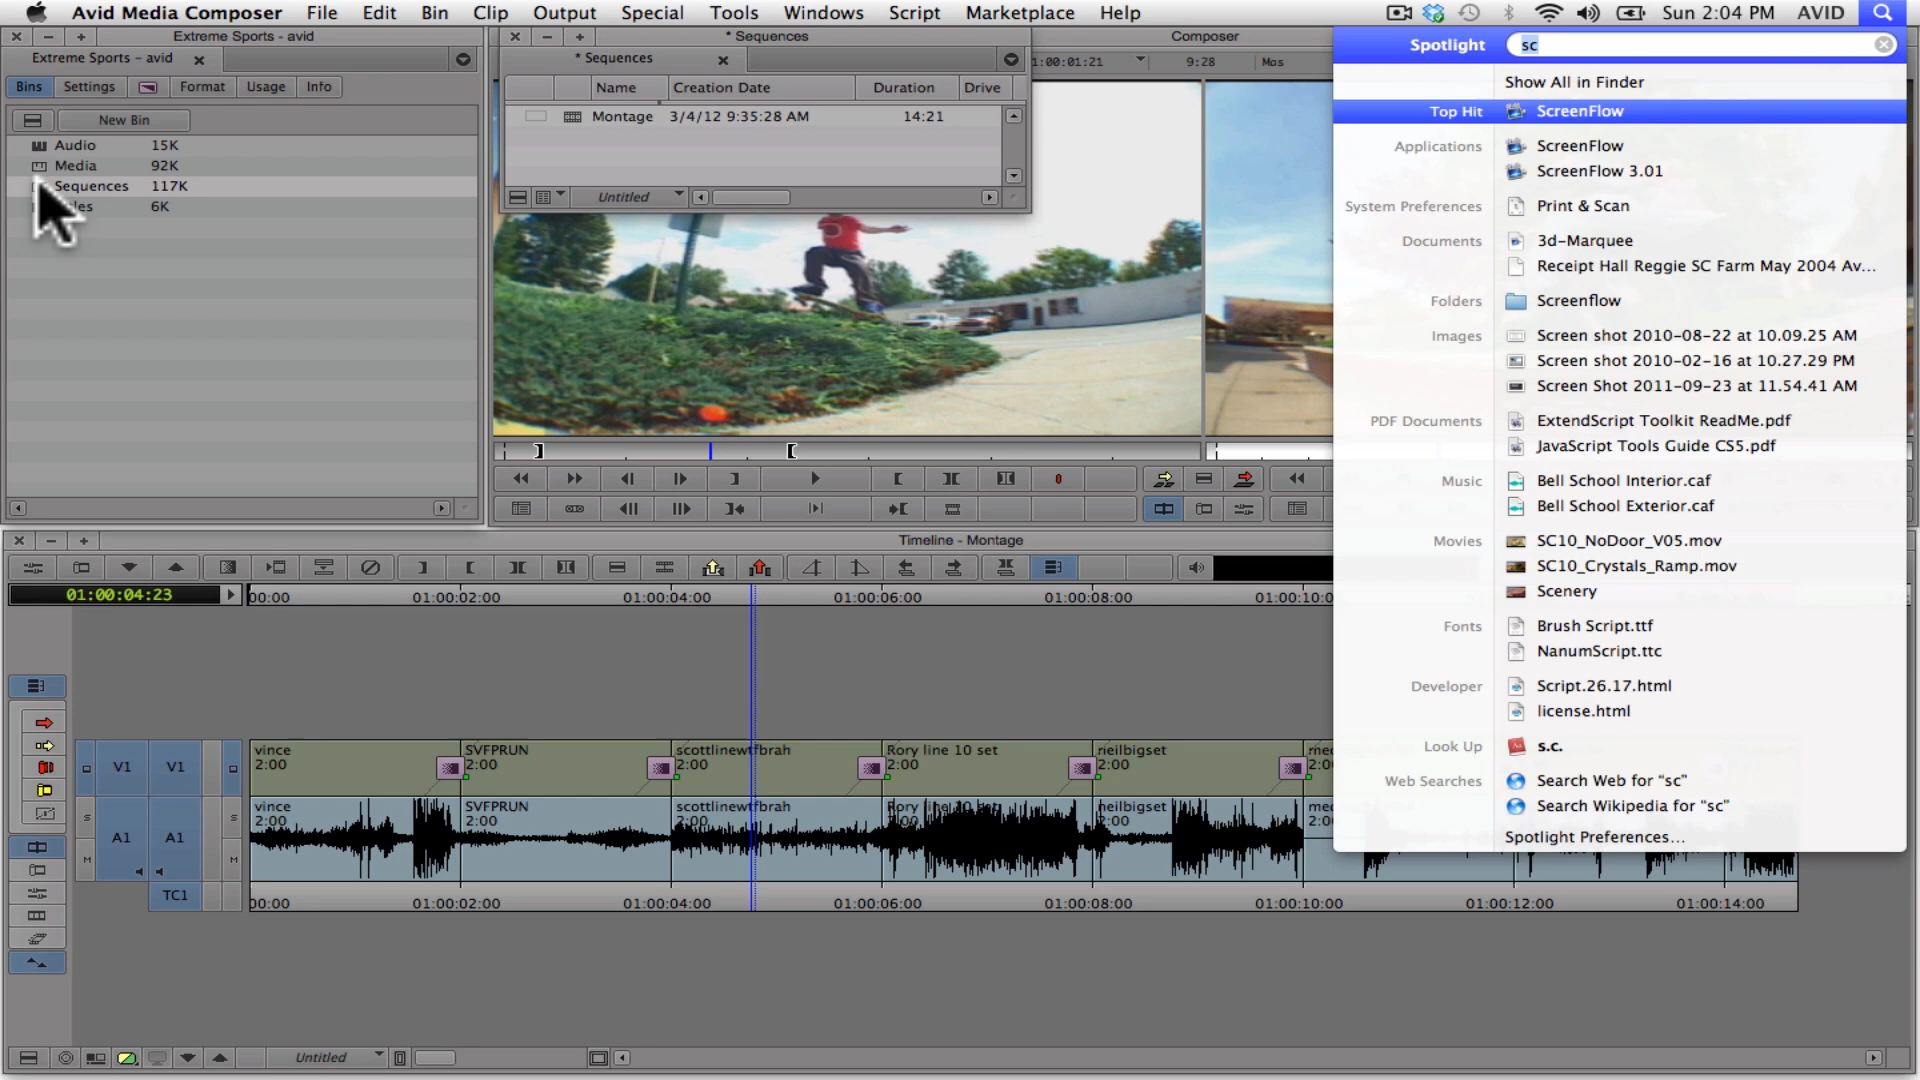 Avid Media Composer File Edit Bin Clip Output Special Tools Windows Script Marketplace Help Sun 2:04 PM AVID
Extreme Sports - avid
Extreme Sports - avid
Bins Settings Format Usage Info
New Bin
Audio 15K
Media 92K
Sequences 117K
6K
* Sequences
* Sequences
Name Creation Date Duration Drive
Montage 3/4/12 9:35:28 AM 14:21
Untitled
Composer
1:00:01:21 9:28 Mas
Spotlight sc
Show All in Finder
Top Hit ScreenFlow
Applications ScreenFlow
ScreenFlow 3.01
System Preferences Print & Scan
Documents 3d-Marquee
Receipt Hall Reggie SC Farm May 2004 Av...
Folders Screenflow
Images Screen shot 2010-08-22 at 10.09.25 AM
Screen shot 2010-02-16 at 10.27.29 PM
Screen Shot 2011-09-23 at 11.54.41 AM
PDF Documents ExtendScript Toolkit ReadMe.pdf
JavaScript Tools Guide CS5.pdf
Music Bell School Interior.caf
Bell School Exterior.caf
Movies SC10_NoDoor_V05.mov
SC10_Crystals_Ramp.mov
Scenery
Fonts Brush Script.ttf
NanumScript.ttc
Developer Script.26.17.html
license.html
Look Up s.c.
Web Searches Search Web for "sc"
Search Wikipedia for "sc"
Spotlight Preferences...
Timeline - Montage
01:00:04:23
00:00 01:00:02:00 01:00:04:00 01:00:06:00 01:00:08:00 01:00:10:0
V1 V1
vince SVFPRUN scottlinewtfbrah Rory line 10 set neilbigset med
2:00 2:00 2:00 2:00 2:00 2:0
S A1 A1 S
M M
vince SVFPRUN scottlinewtfbrah Rory line 10 set neilbigset med
2:00 2:00 2:00 2:00 2:00 2:0
TC1
00:00 01:00:02:00 01:00:04:00 01:00:06:00 01:00:08:00 01:00:10:00 01:00:12:00 01:00:14:00
Untitled